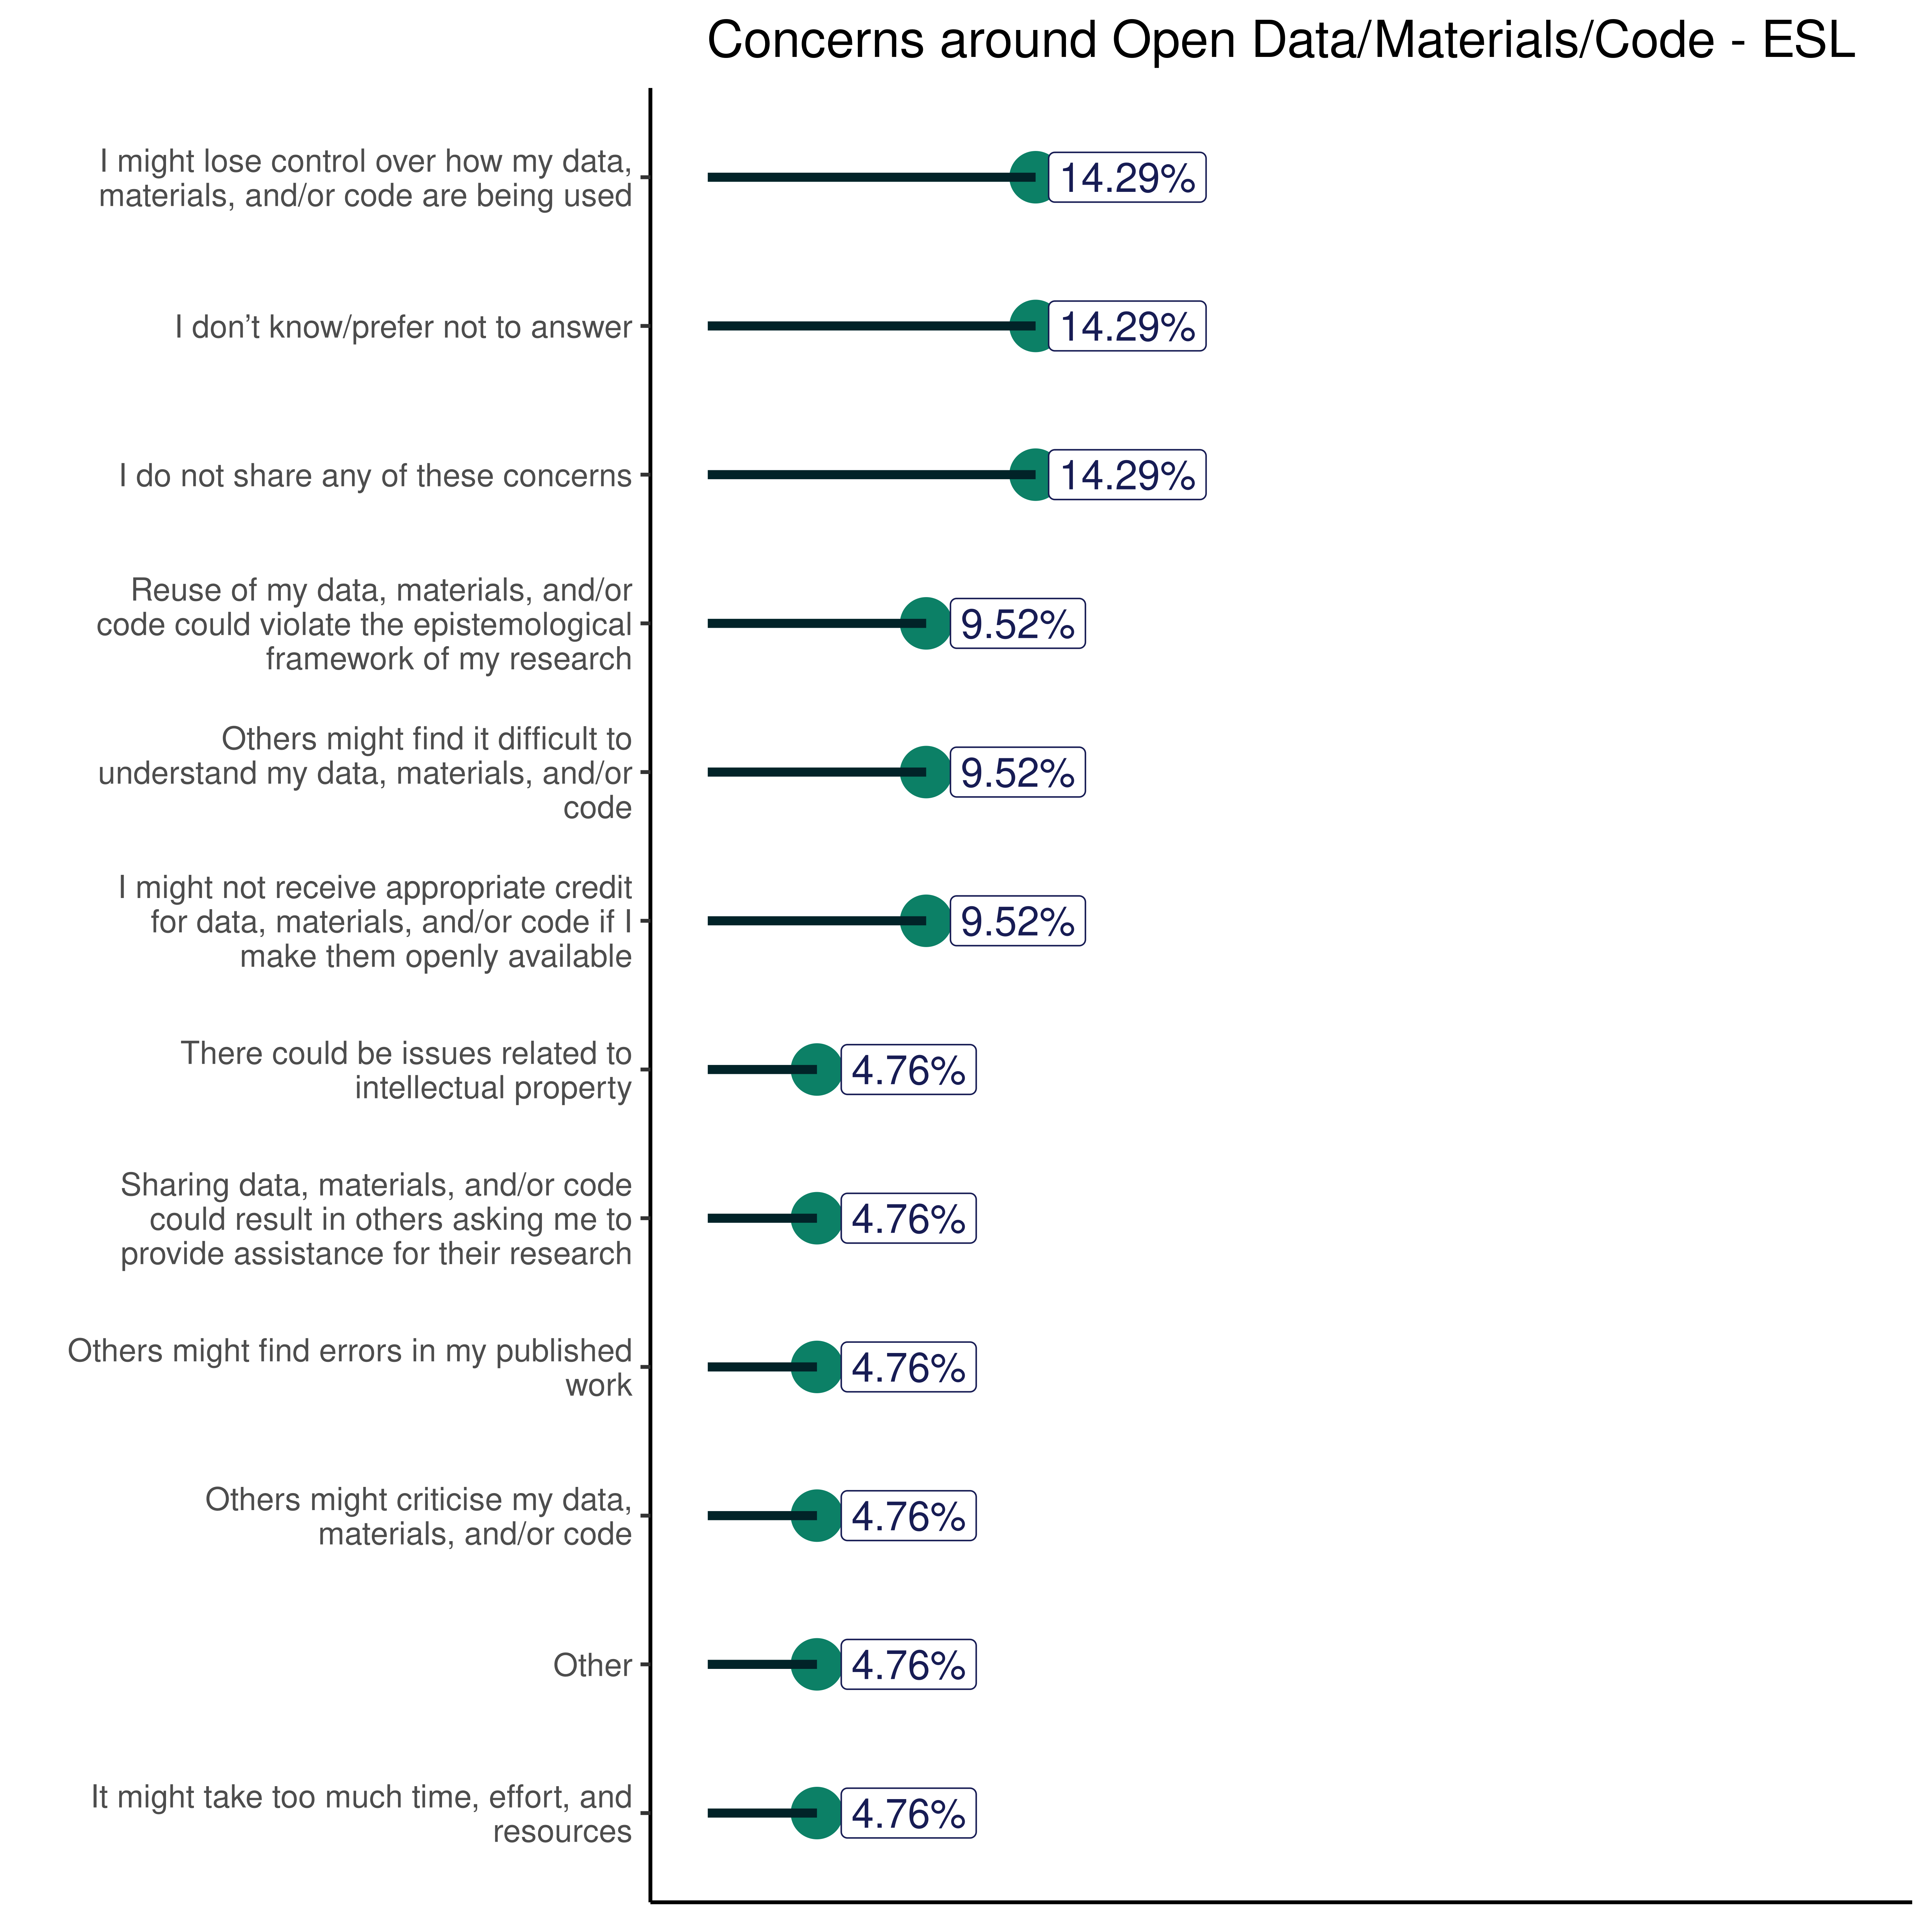 Concerns around Open Data/Materials/Code - ESL
I might lose control over how my data,
materials, and/or code are being used
14.29%
I don’t know/prefer not to answer
14.29%
I do not share any of these concerns
14.29%
Reuse of my data, materials, and/or
code could violate the epistemological
framework of my research
9.52%
Others might find it difficult to
understand my data, materials, and/or
code
9.52%
I might not receive appropriate credit
for data, materials, and/or code if I
make them openly available
9.52%
There could be issues related to
intellectual property
4.76%
Sharing data, materials, and/or code
could result in others asking me to
provide assistance for their research
4.76%
Others might find errors in my published
work
4.76%
Others might criticise my data,
materials, and/or code
4.76%
Other
4.76%
It might take too much time, effort, and
resources
4.76%